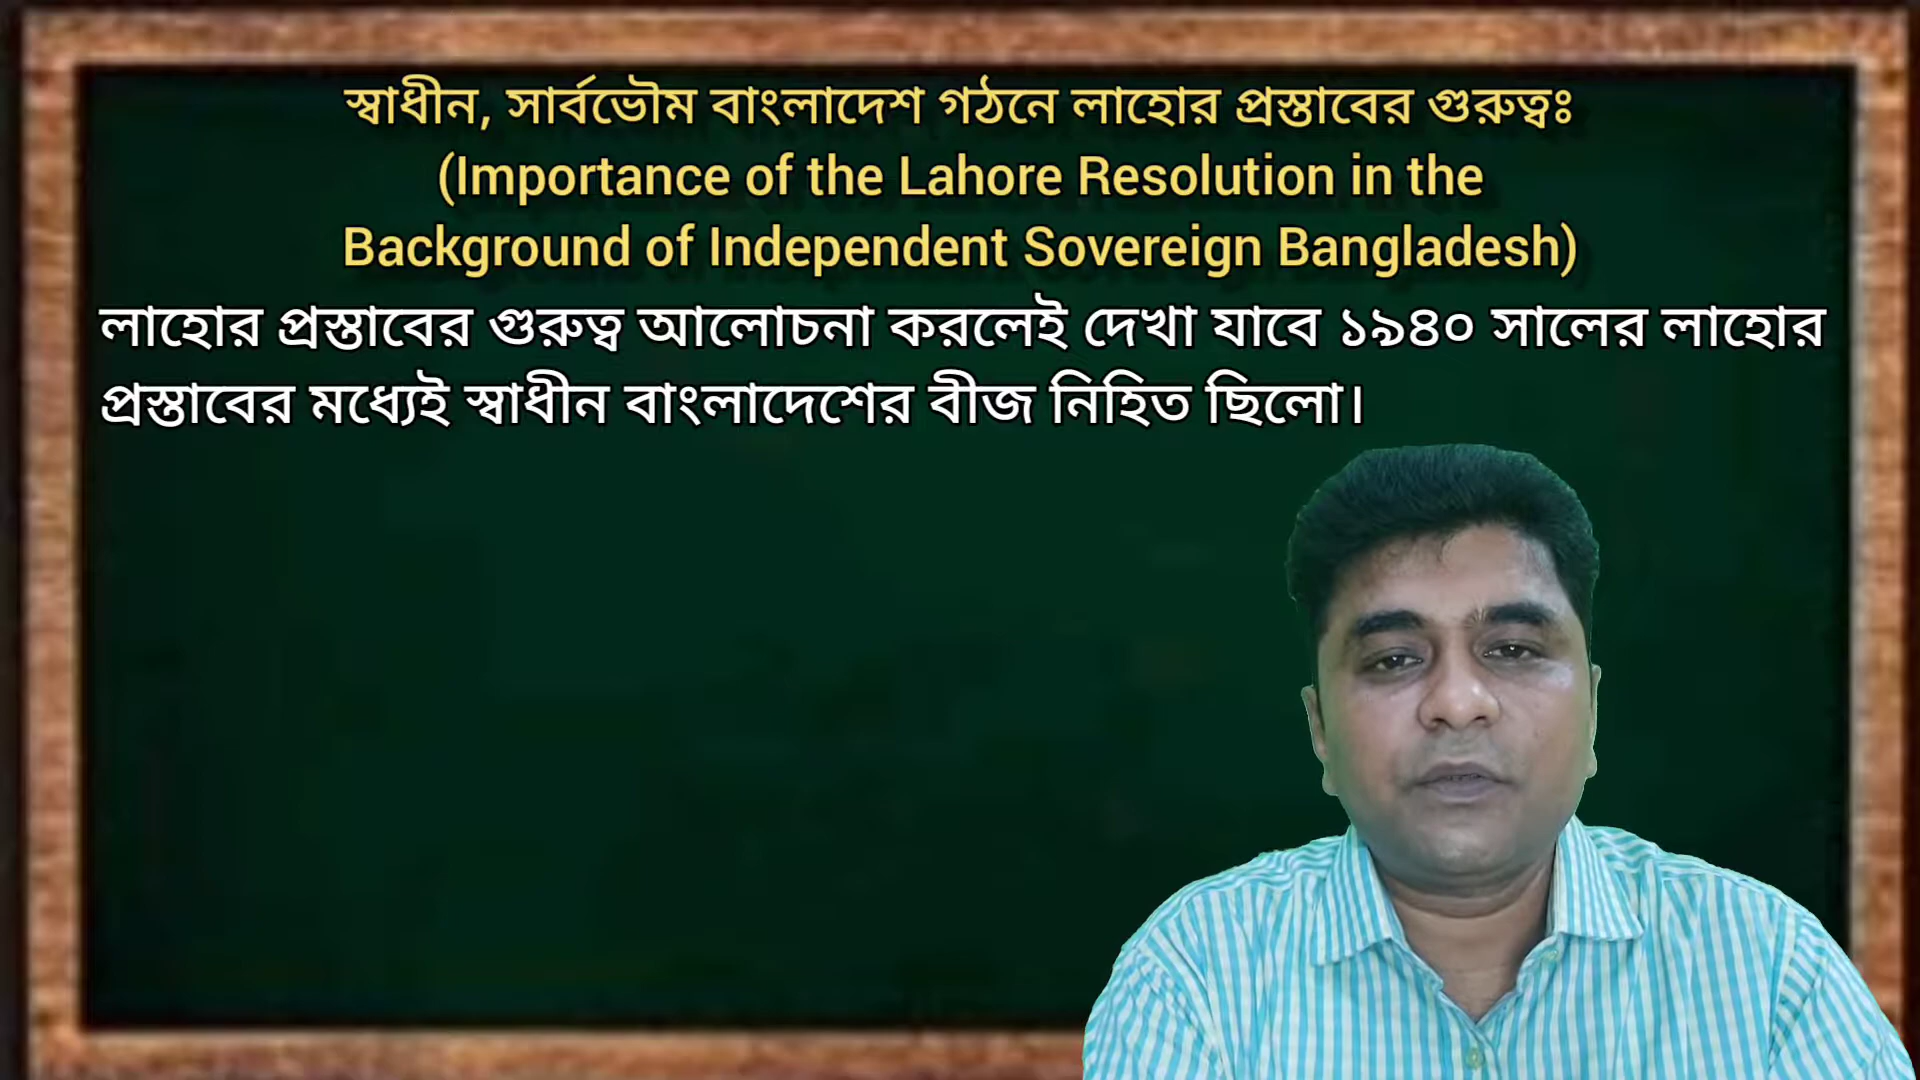 স্বাধীন, সার্বভৌম বাংলাদেশ গঠনে লাহোর প্রস্তাবের গুরুত্বঃ
(Importance of the Lahore Resolution in the
Background of Independent Sovereign Bangladesh)
লাহোর প্রস্তাবের গুরুত্ব আলোচনা করলেই দেখা যাবে ১৯৪০ সালের লাহোর
প্রস্তাবের মধ্যেই স্বাধীন বাংলাদেশের বীজ নিহিত ছিলো।